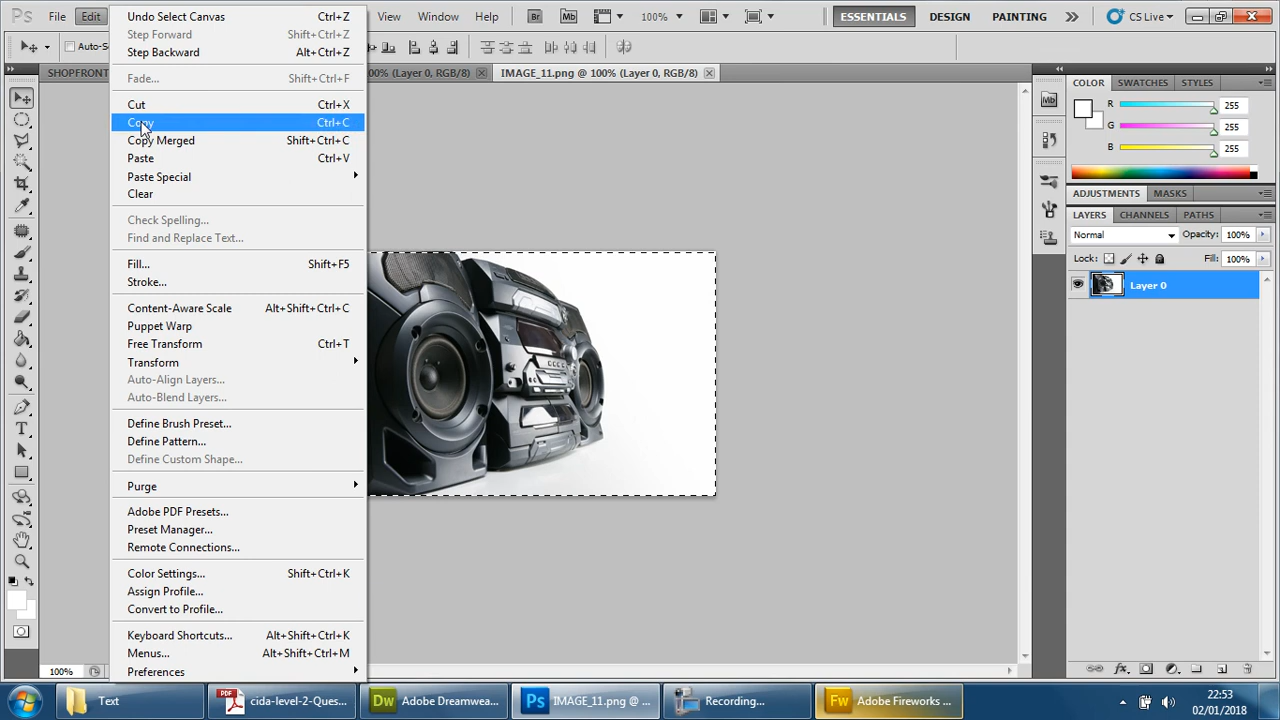 Ps File Edit View Window Help Br Mb 100% ESSENTIALS DESIGN PAINTING CS Live
Auto-S
SHOPFRONT
00% (Layer 0, RGB/8)
IMAGE_11.png @ 100% (Layer 0, RGB/8)
Undo Select Canvas Ctrl+Z
Step Forward Shift+Ctrl+Z
Step Backward Alt+Ctrl+Z
Fade... Shift+Ctrl+F
Cut Ctrl+X
Copy Ctrl+C
Copy Merged Shift+Ctrl+C
Paste Ctrl+V
Paste Special
Clear
Check Spelling...
Find and Replace Text...
Fill... Shift+F5
Stroke...
Content-Aware Scale Alt+Shift+Ctrl+C
Puppet Warp
Free Transform Ctrl+T
Transform
Auto-Align Layers...
Auto-Blend Layers...
Define Brush Preset...
Define Pattern...
Define Custom Shape...
Purge
Adobe PDF Presets...
Preset Manager...
Remote Connections...
Color Settings... Shift+Ctrl+K
Assign Profile...
Convert to Profile...
Keyboard Shortcuts... Alt+Shift+Ctrl+K
Menus... Alt+Shift+Ctrl+M
Preferences
Mb
COLOR SWATCHES STYLES
R 255
G 255
B 255
ADJUSTMENTS MASKS
LAYERS CHANNELS PATHS
Normal Opacity: 100%
Lock: Fill: 100%
Layer 0
100%
Text
cida-level-2-Ques...
Dw Adobe Dreamwea...
Ps IMAGE_11.png @ ...
Recording...
Fw Adobe Fireworks ...
22:53
02/01/2018